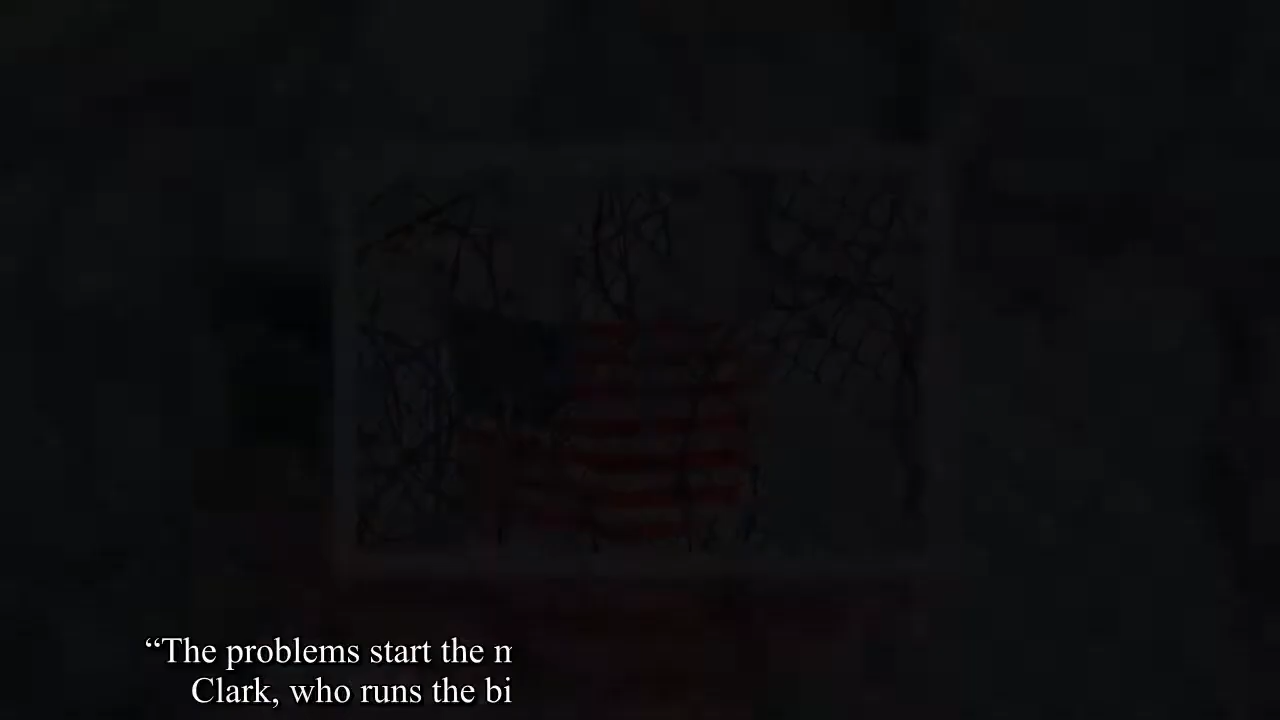 “The problems start the
Clark, who runs the